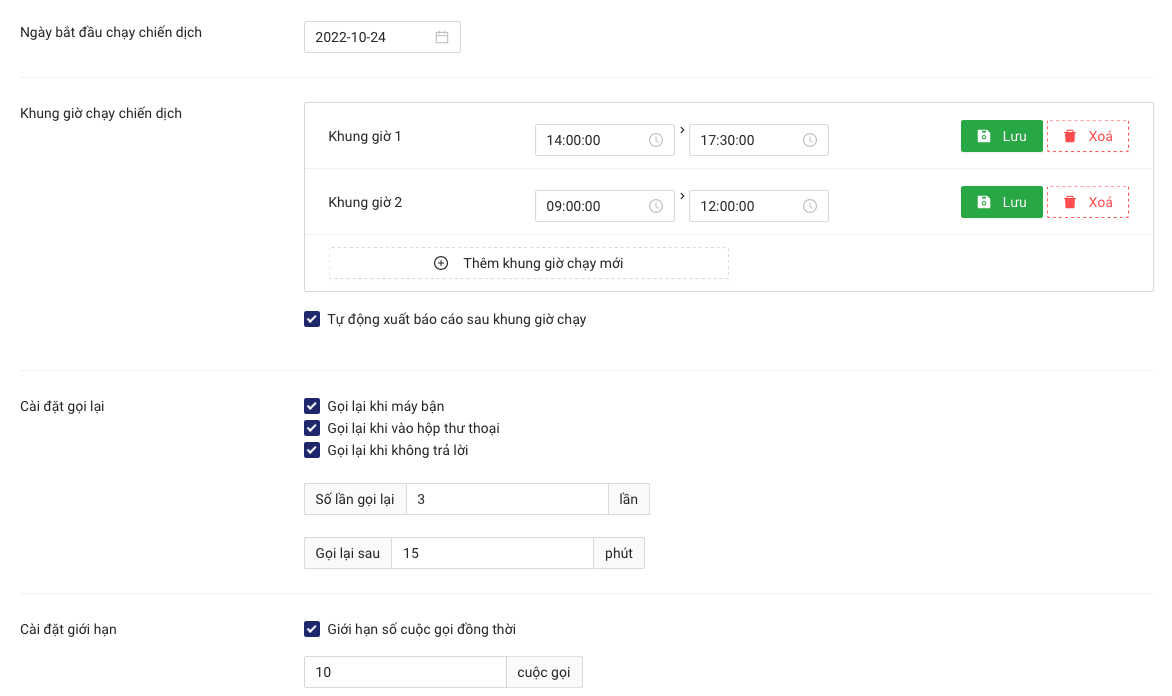 Ngày bắt đầu chạy chiến dịch
2022-10-24
Khung giờ chạy chiến dịch
Khung giờ 1 14:00:00 › 17:30:00 Lưu Xoá
Khung giờ 2 09:00:00 › 12:00:00 Lưu Xoá
Thêm khung giờ chạy mới
Tự động xuất báo cáo sau khung giờ chạy
Cài đặt gọi lại
Gọi lại khi máy bận
Gọi lại khi vào hộp thư thoại
Gọi lại khi không trả lời
Số lần gọi lại 3 lần
Gọi lại sau 15 phút
Cài đặt giới hạn
Giới hạn số cuộc gọi đồng thời
10 cuộc gọi